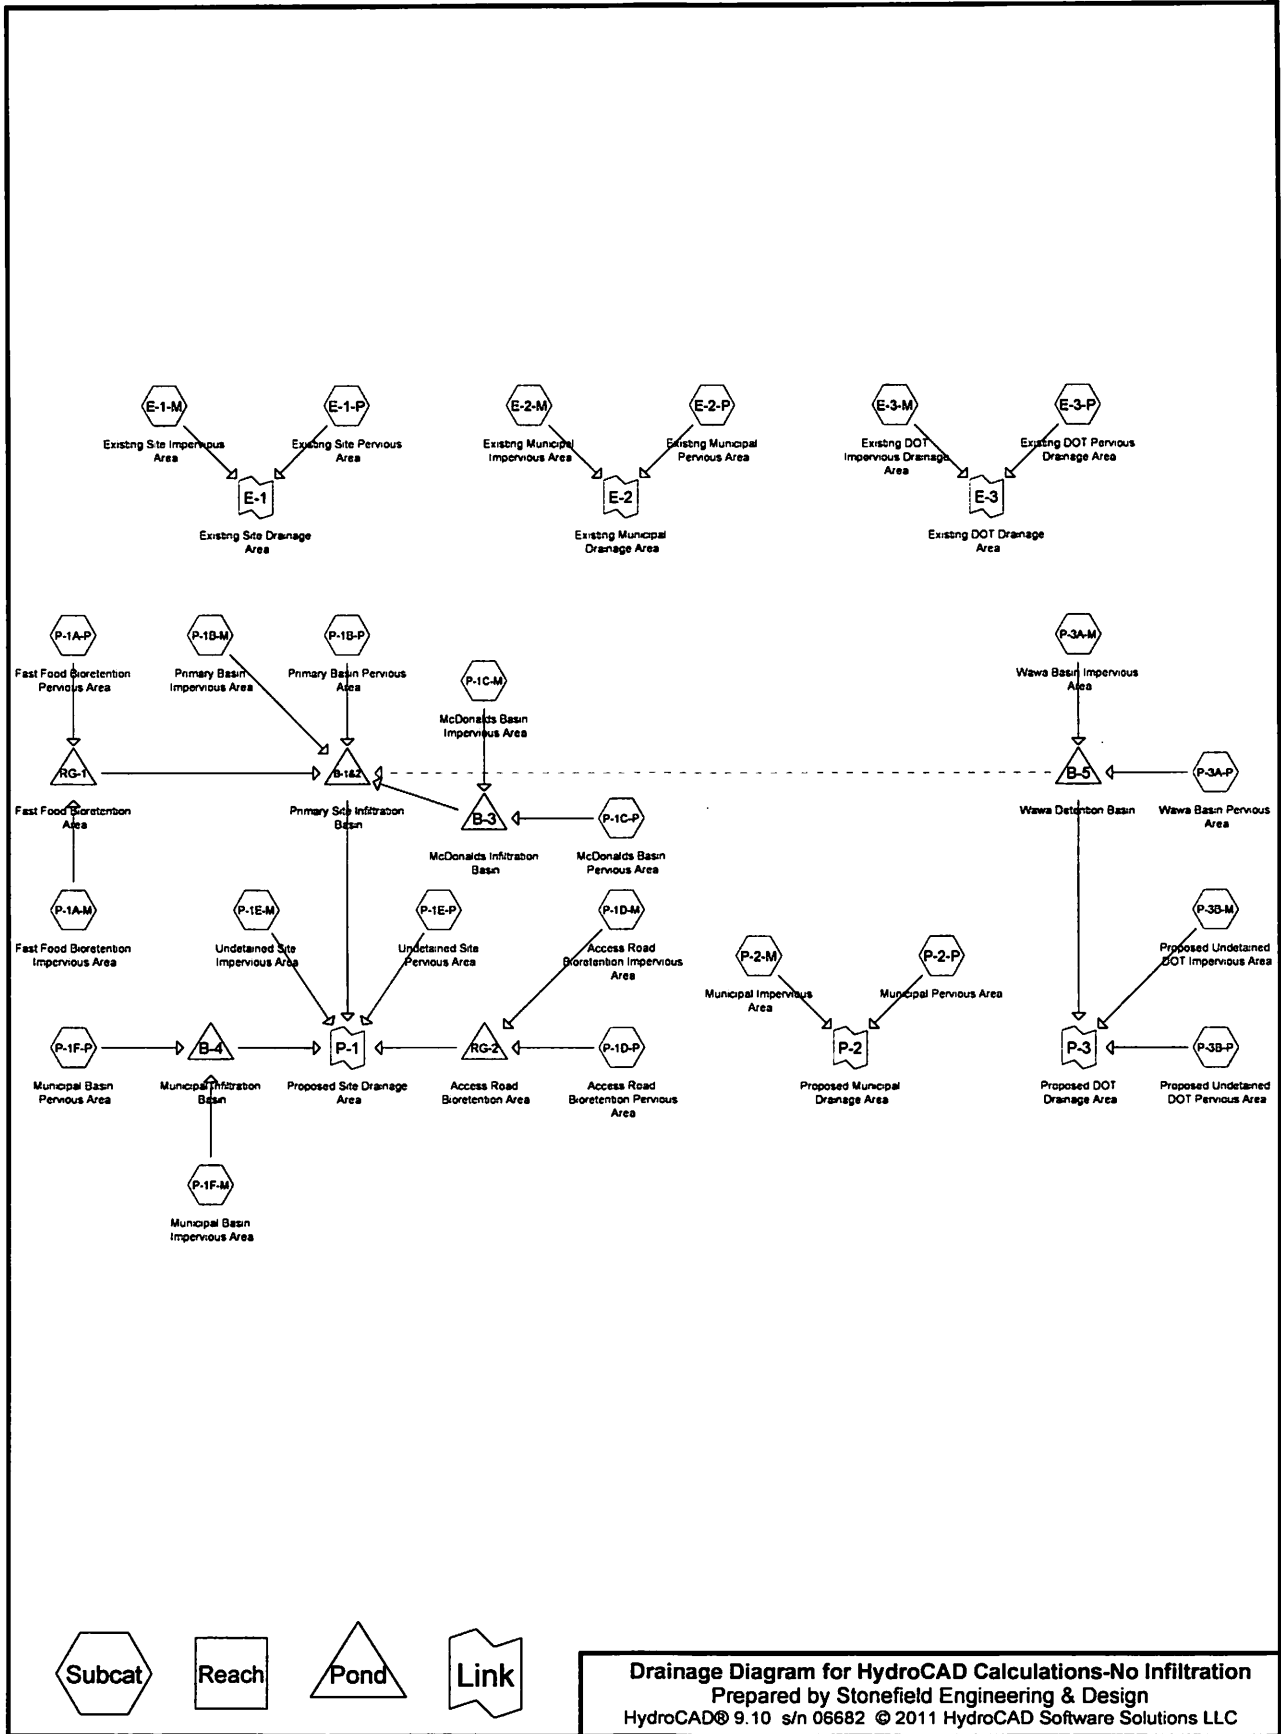 E-1-M
E-1-P
E-2-M
E-2-P
E-3-M
E-3-P
Existing Site Impervious
Area
Existing Site Pervious
Area
Existing Municipal
Impervious Area
Existing Municipal
Pervious Area
Existing DOT
Impervious Drainage
Area
Existing DOT Pervious
Drainage Area
E-1
E-2
E-3
Existing Site Drainage
Area
Existing Municipal
Drainage Area
Existing DOT Drainage
Area
P-1A-P
P-1B-M
P-1B-P
P-3A-M
Fast Food Bioretention
Pervious Area
Primary Basin
Impervious Area
Primary Basin Pervious
Area
P-1C-M
McDonalds Basin
Impervious Area
Wawa Basin Impervious
Area
RG-1
B-1&2
B-5
P-3A-P
Fast Food Bioretention
Area
Primary Site Infiltration
Basin
B-3
P-1C-P
Wawa Detention Basin
Wawa Basin Pervious
Area
McDonalds Infiltration
Basin
McDonalds Basin
Pervious Area
P-1A-M
P-1E-M
P-1E-P
P-1D-M
P-3B-M
Fast Food Bioretention
Impervious Area
Undetained Site
Impervious Area
Undetained Site
Pervious Area
Access Road
Bioretention Impervious
Area
P-2-M
P-2-P
Proposed Undetained
DOT Impervious Area
Municipal Impervious
Area
Municipal Pervious Area
P-1F-P
B-4
P-1
RG-2
P-1D-P
P-2
P-3
P-3B-P
Municipal Basin
Pervious Area
Municipal Infiltration
Basin
Proposed Site Drainage
Area
Access Road
Bioretention Area
Access Road
Bioretention Pervious
Area
Proposed Municipal
Drainage Area
Proposed DOT
Drainage Area
Proposed Undetained
DOT Pervious Area
P-1F-M
Municipal Basin
Impervious Area
Subcat
Reach
Pond
Link
Drainage Diagram for HydroCAD Calculations-No Infiltration
Prepared by Stonefield Engineering & Design
HydroCAD® 9.10 s/n 06682 © 2011 HydroCAD Software Solutions LLC